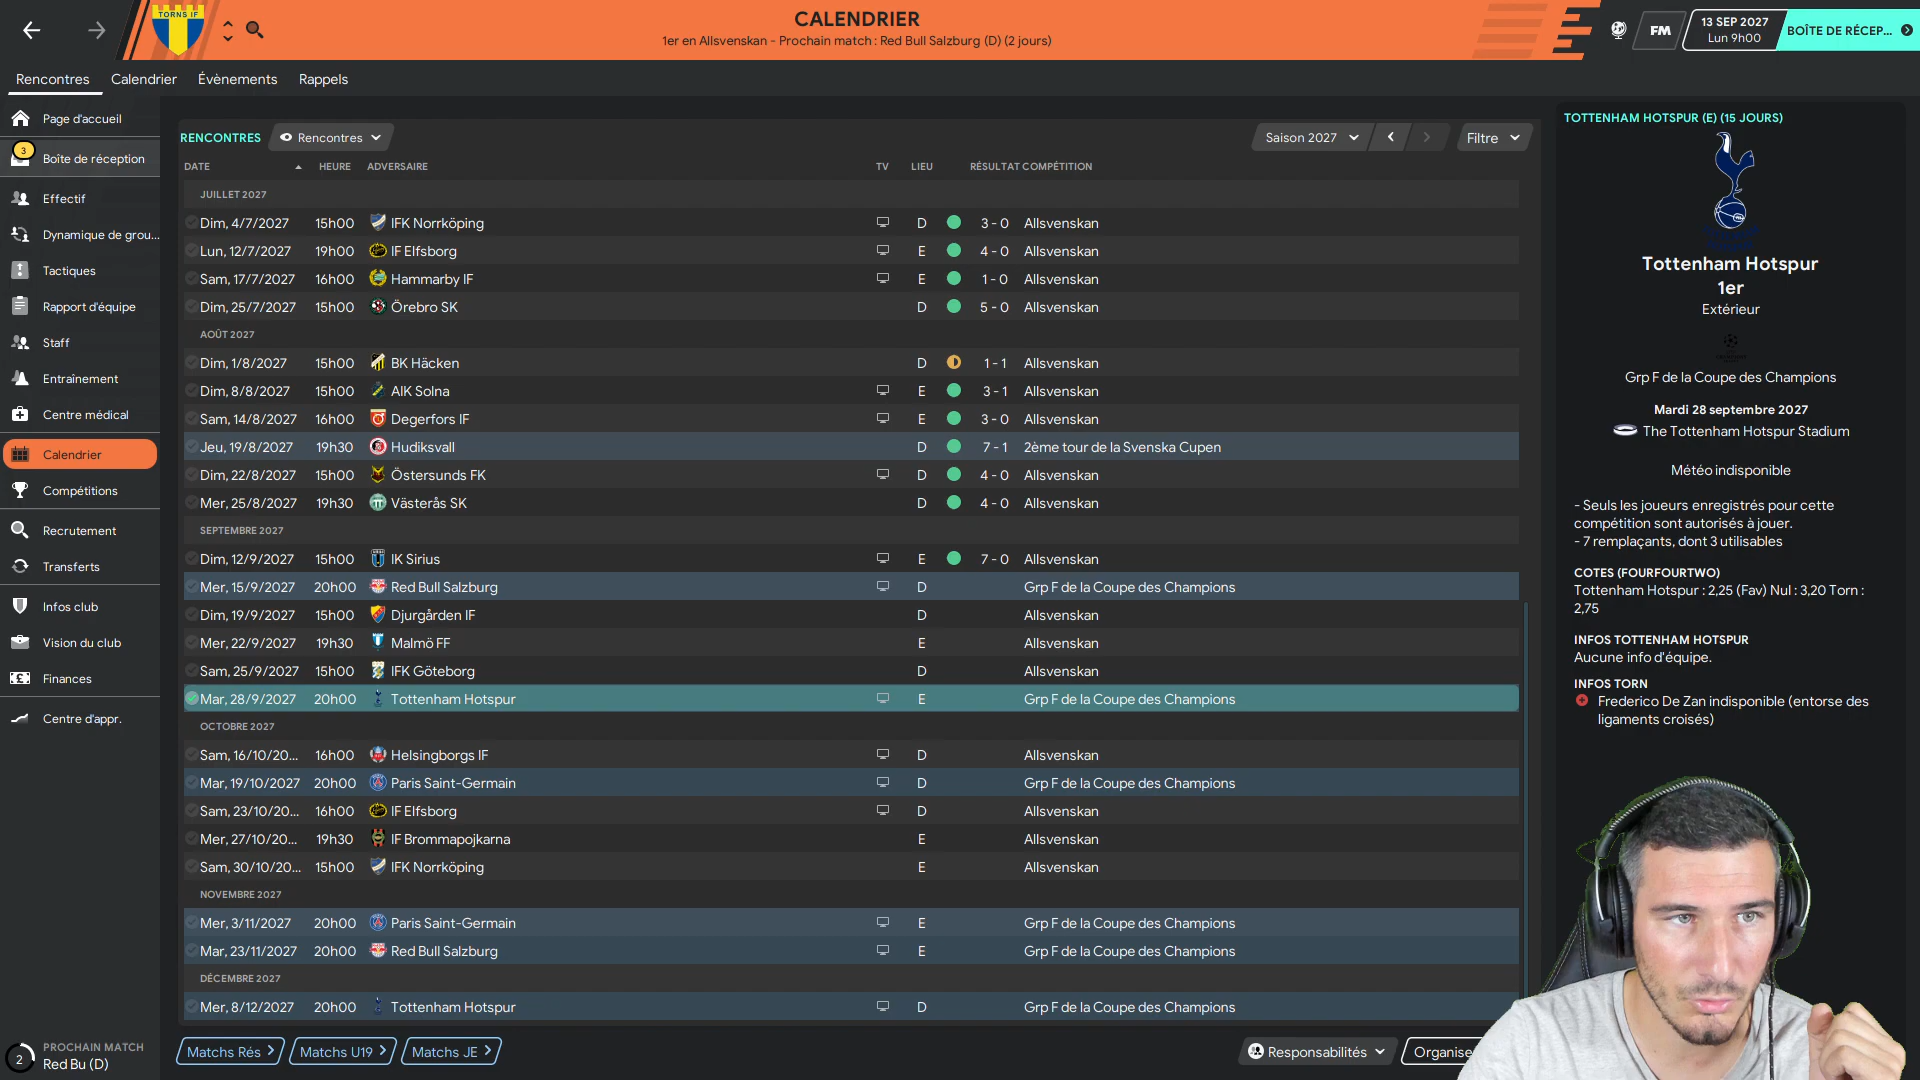 TORNS IF
CALENDRIER
1er en Allsvenskan - Prochain match : Red Bull Salzburg (D) (2 jours)
FM
13 SEP 2027
Lun 9h00
BOÎTE DE RÉCEP...
Rencontres Calendrier Évènements Rappels
Page d'accueil
3
Boîte de réception
Effectif
Dynamique de grou...
Tactiques
Rapport d'équipe
Staff
Entraînement
Centre médical
Calendrier
Compétitions
Recrutement
Transferts
Infos club
Vision du club
Finances
Centre d'appr.
2
PROCHAIN MATCH
Red Bu (D)
RENCONTRES Rencontres Saison 2027 Filtre
DATE HEURE ADVERSAIRE TV LIEU RÉSULTAT COMPÉTITION
JUILLET 2027
Dim, 4/7/2027 15h00 IFK Norrköping D 3 - 0 Allsvenskan
Lun, 12/7/2027 19h00 IF Elfsborg E 4 - 0 Allsvenskan
Sam, 17/7/2027 16h00 Hammarby IF E 1 - 0 Allsvenskan
Dim, 25/7/2027 15h00 Örebro SK D 5 - 0 Allsvenskan
AOÛT 2027
Dim, 1/8/2027 15h00 BK Häcken D 1 - 1 Allsvenskan
Dim, 8/8/2027 15h00 AIK Solna E 3 - 1 Allsvenskan
Sam, 14/8/2027 16h00 Degerfors IF E 3 - 0 Allsvenskan
Jeu, 19/8/2027 19h30 Hudiksvall D 7 - 1 2ème tour de la Svenska Cupen
Dim, 22/8/2027 15h00 Östersunds FK D 4 - 0 Allsvenskan
Mer, 25/8/2027 19h30 Västerås SK D 4 - 0 Allsvenskan
SEPTEMBRE 2027
Dim, 12/9/2027 15h00 IK Sirius E 7 - 0 Allsvenskan
Mer, 15/9/2027 20h00 Red Bull Salzburg D Grp F de la Coupe des Champions
Dim, 19/9/2027 15h00 Djurgården IF D Allsvenskan
Mer, 22/9/2027 19h30 Malmö FF E Allsvenskan
Sam, 25/9/2027 15h00 IFK Göteborg D Allsvenskan
Mar, 28/9/2027 20h00 Tottenham Hotspur E Grp F de la Coupe des Champions
OCTOBRE 2027
Sam, 16/10/20... 16h00 Helsingborgs IF D Allsvenskan
Mar, 19/10/2027 20h00 Paris Saint-Germain D Grp F de la Coupe des Champions
Sam, 23/10/20... 16h00 IF Elfsborg D Allsvenskan
Mer, 27/10/20... 19h30 IF Brommapojkarna E Allsvenskan
Sam, 30/10/20... 15h00 IFK Norrköping E Allsvenskan
NOVEMBRE 2027
Mer, 3/11/2027 20h00 Paris Saint-Germain E Grp F de la Coupe des Champions
Mar, 23/11/2027 20h00 Red Bull Salzburg E Grp F de la Coupe des Champions
DÉCEMBRE 2027
Mer, 8/12/2027 20h00 Tottenham Hotspur D Grp F de la Coupe des Champions
Matchs Rés Matchs U19 Matchs JE Responsabilités Organise
TOTTENHAM HOTSPUR (E) (15 JOURS)
Tottenham Hotspur
1er
Extérieur
Grp F de la Coupe des Champions
Mardi 28 septembre 2027
The Tottenham Hotspur Stadium
Météo indisponible
- Seuls les joueurs enregistrés pour cette
compétition sont autorisés à jouer.
- 7 remplaçants, dont 3 utilisables
COTES (FOURFOURTWO)
Tottenham Hotspur : 2,25 (Fav) Nul : 3,20 Torn :
2,75
INFOS TOTTENHAM HOTSPUR
Aucune info d'équipe.
INFOS TORN
Frederico De Zan indisponible (entorse des
ligaments croisés)